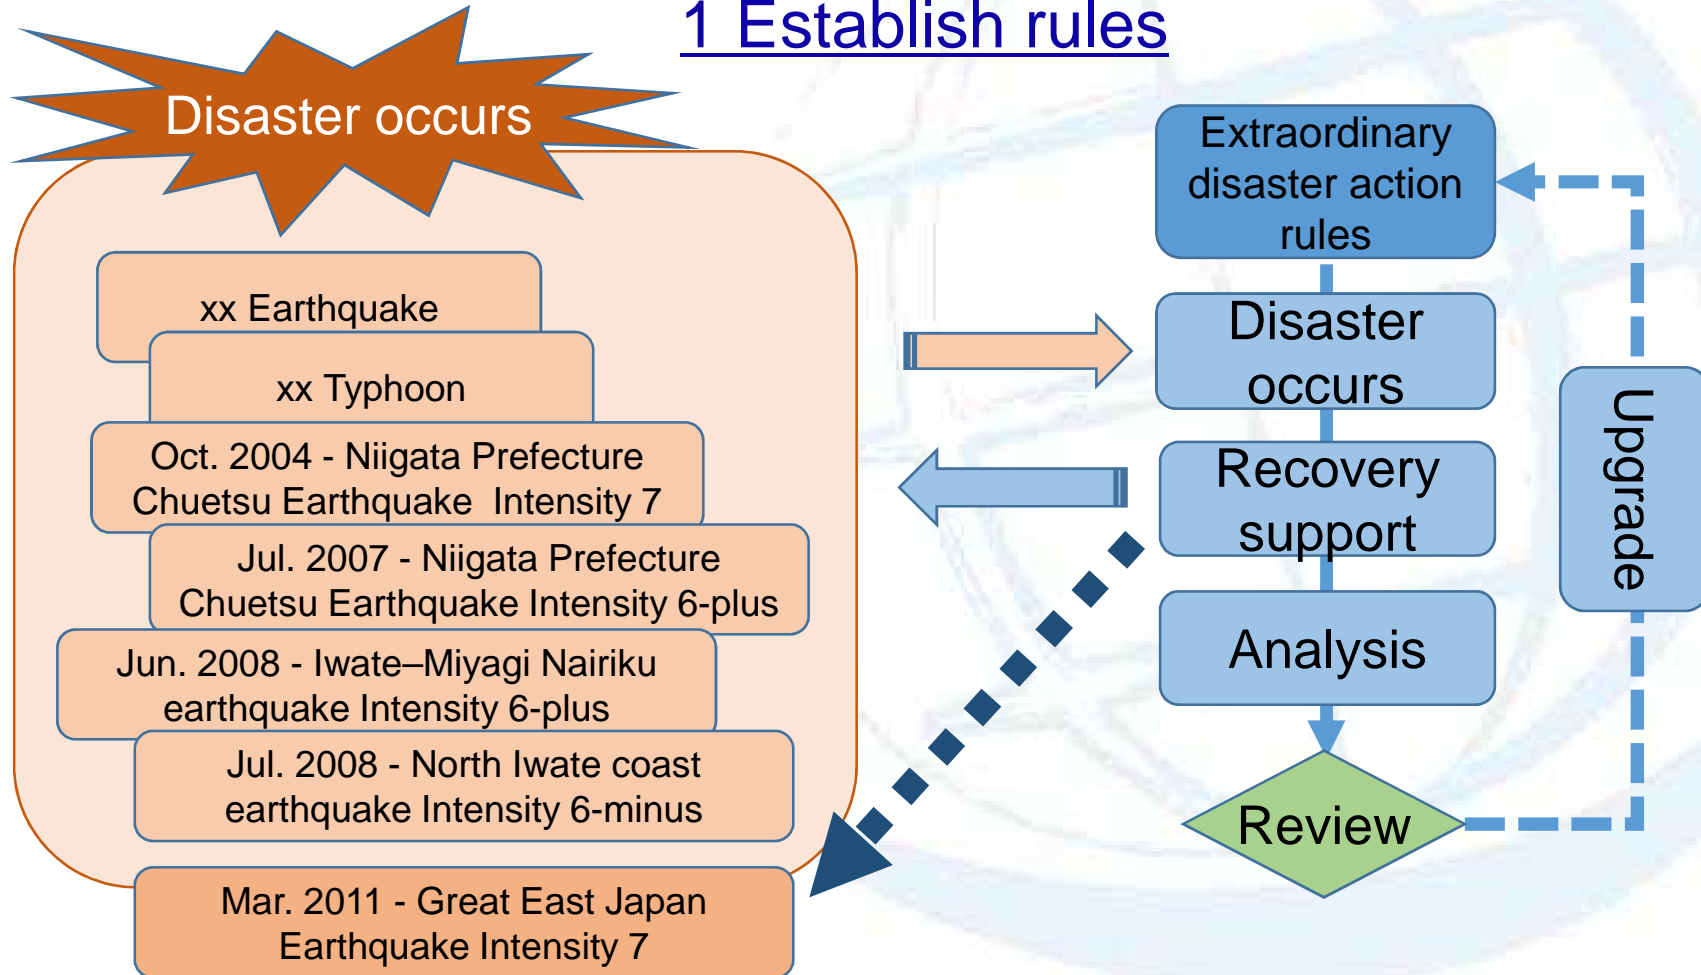 1 Establish rules
Disaster occurs
xx Earthquake
xx Typhoon
Oct. 2004 - Niigata Prefecture
Chuetsu Earthquake  Intensity 7
Jul. 2007 - Niigata Prefecture
Chuetsu Earthquake Intensity 6-plus
Jun. 2008 - Iwate–Miyagi Nairiku
earthquake Intensity 6-plus
Jul. 2008 - North Iwate coast
earthquake Intensity 6-minus
Mar. 2011 - Great East Japan
Earthquake Intensity 7
Extraordinary
disaster action
rules
Disaster
occurs
Recovery
support
Analysis
Review
Upgrade